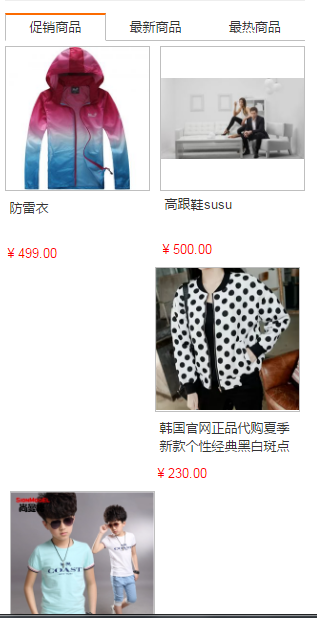 促销商品
最新商品
最热商品
防雷衣
高跟鞋susu
¥ 499.00
¥ 500.00
韩国官网正品代购夏季
新款个性经典黑白斑点
¥ 230.00
COAST
COAST